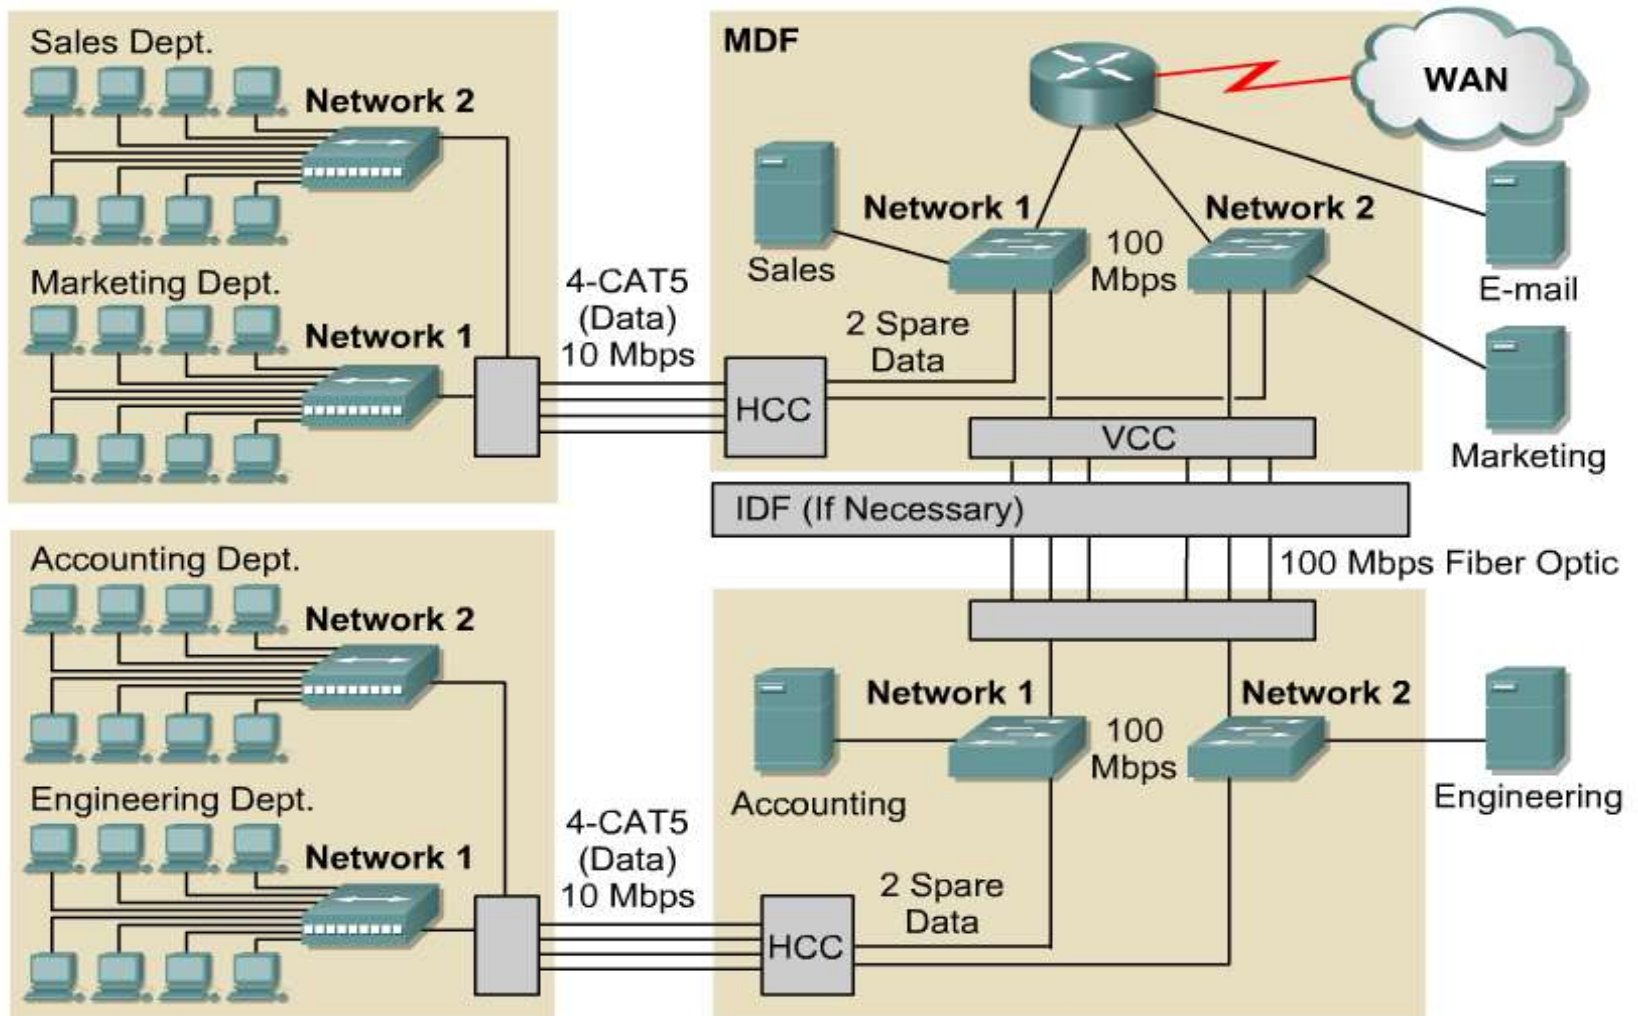 Sales Dept.
Network 2
Marketing Dept.
Network 1
4-CAT5
(Data)
10 Mbps
MDF
WAN
Sales
Network 1
100
Mbps
Network 2
E-mail
Marketing
2 Spare
Data
HCC
VCC
IDF (If Necessary)
100 Mbps Fiber Optic
Accounting Dept.
Network 2
Engineering Dept.
Network 1
4-CAT5
(Data)
10 Mbps
Accounting
Network 1
100
Mbps
Network 2
Engineering
2 Spare
Data
HCC